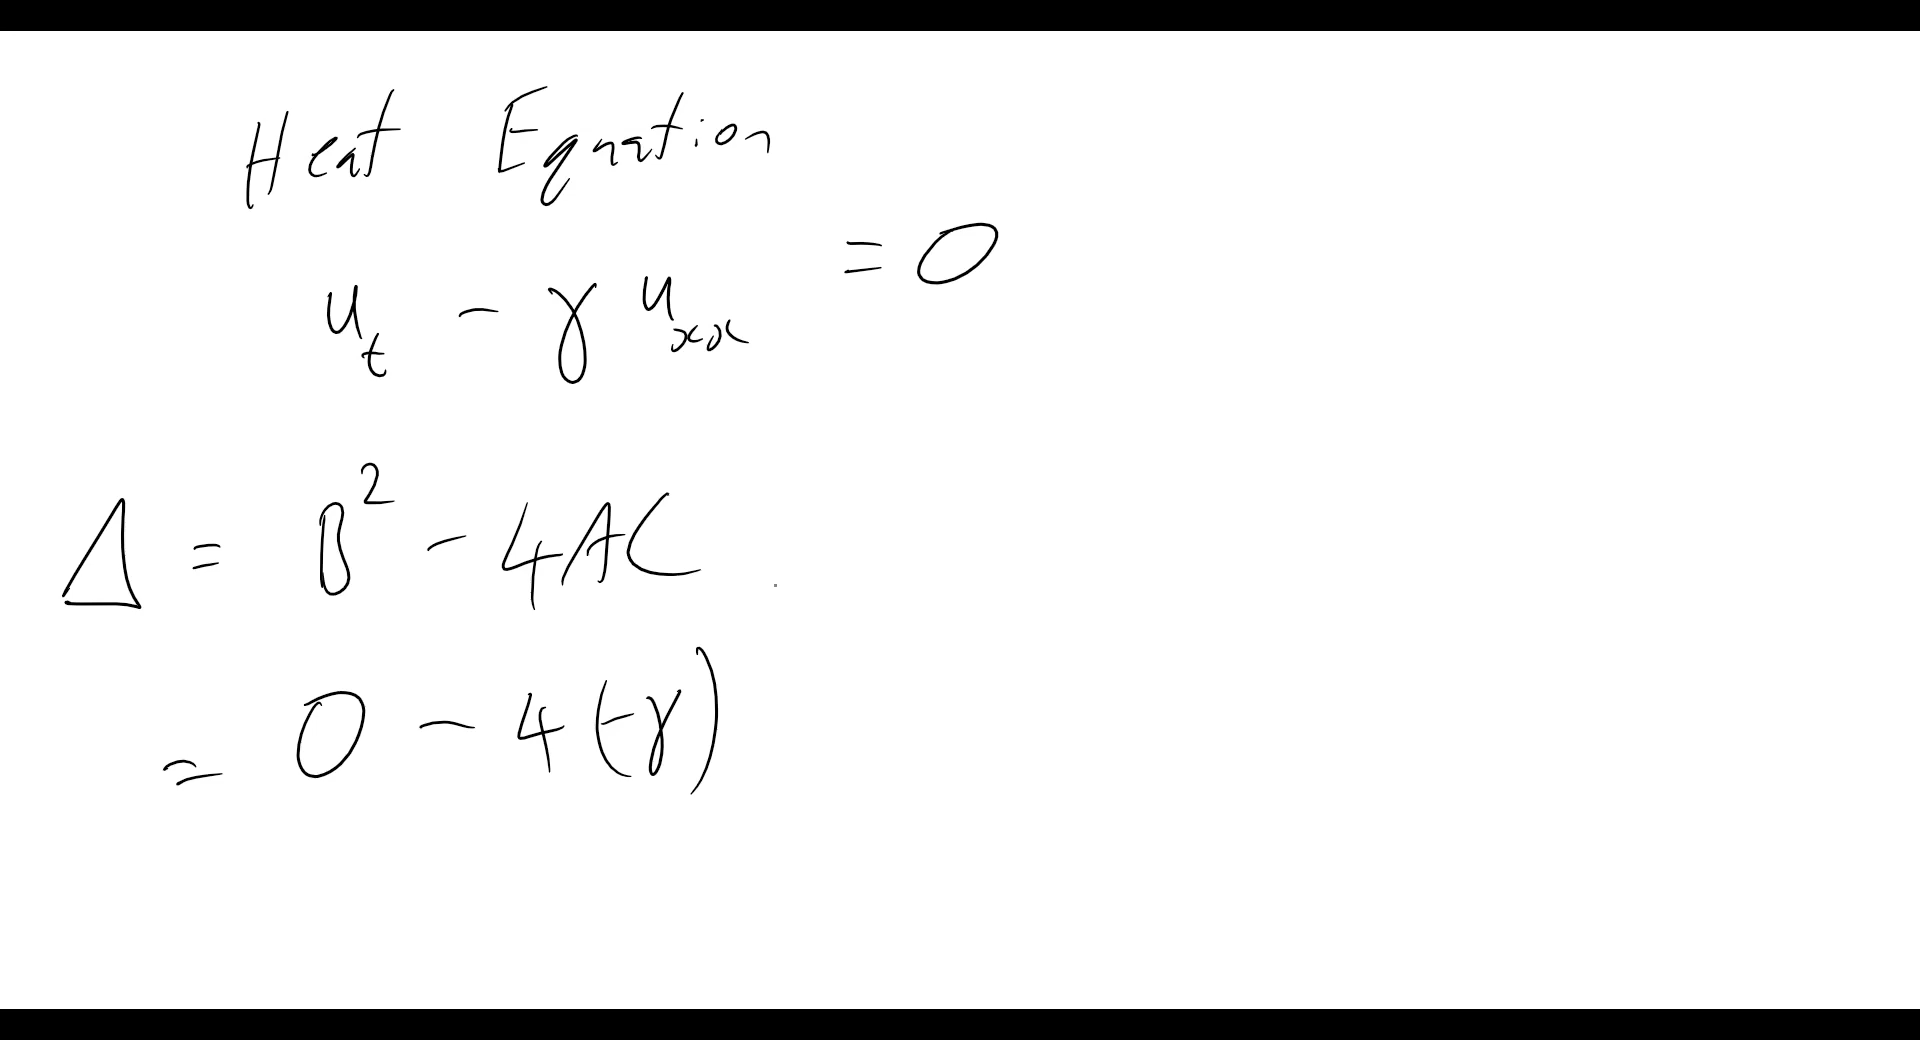 Heat Equation
u_t - γ u_xx = 0
Δ = B² - 4AC
= 0 - 4(-γ)